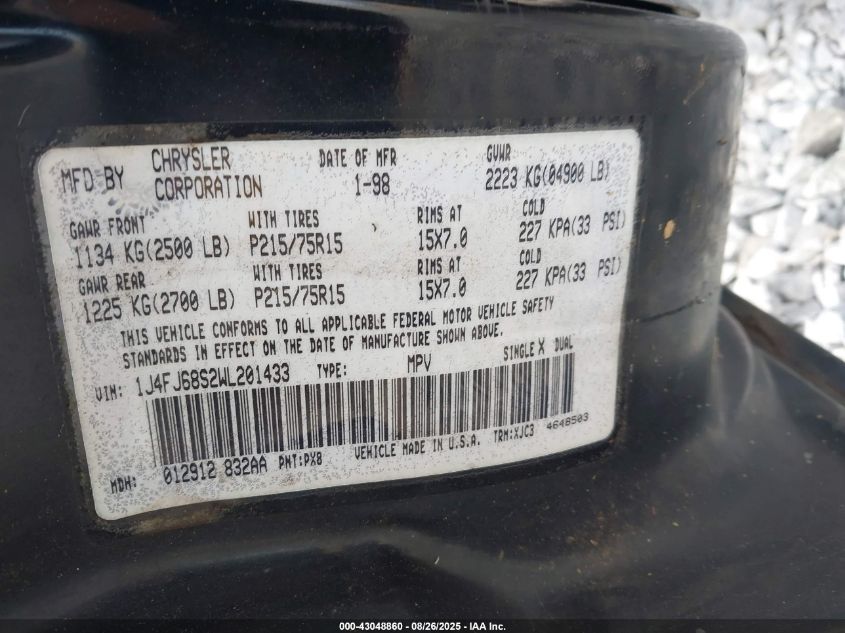 MFD BY CHRYSLER CORPORATION DATE OF MFR 1-98 GVWR 2223 KG(04900 LB)
GAWR FRONT WITH TIRES RIMS AT COLD
1134 KG(2500 LB) P215/75R15 15X7.0 227 KPA(33 PSI)
GAWR REAR WITH TIRES RIMS AT COLD
1225 KG(2700 LB) P215/75R15 15X7.0 227 KPA(33 PSI)
THIS VEHICLE CONFORMS TO ALL APPLICABLE FEDERAL MOTOR VEHICLE SAFETY
STANDARDS IN EFFECT ON THE DATE OF MANUFACTURE SHOWN ABOVE.
VIN: 1J4FJ68S2WL201433 TYPE: MPV SINGLE X DUAL
MDH: 012912 832AA PNT:PX8 VEHICLE MADE IN U.S.A. TRM:XJC3 4648503
000-43048860 - 08/26/2025 - IAA Inc.